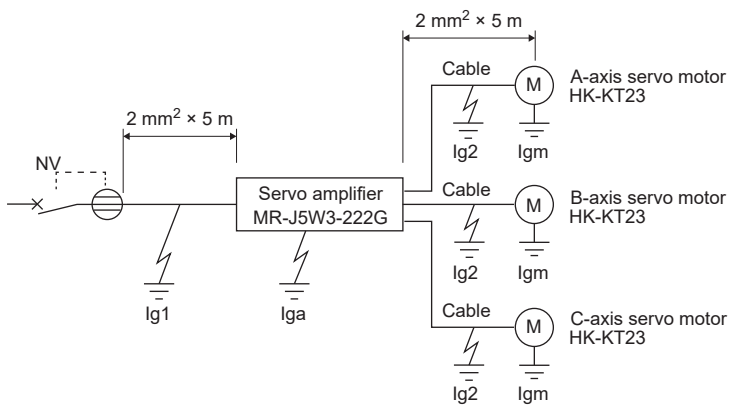 2 mm² × 5 m
Cable
M
A-axis servo motor
HK-KT23
2 mm² × 5 m
Ig2
Igm
NV
Servo amplifier
MR-J5W3-222G
Cable
M
B-axis servo motor
HK-KT23
Ig2
Igm
Ig1
Iga
Cable
M
C-axis servo motor
HK-KT23
Ig2
Igm